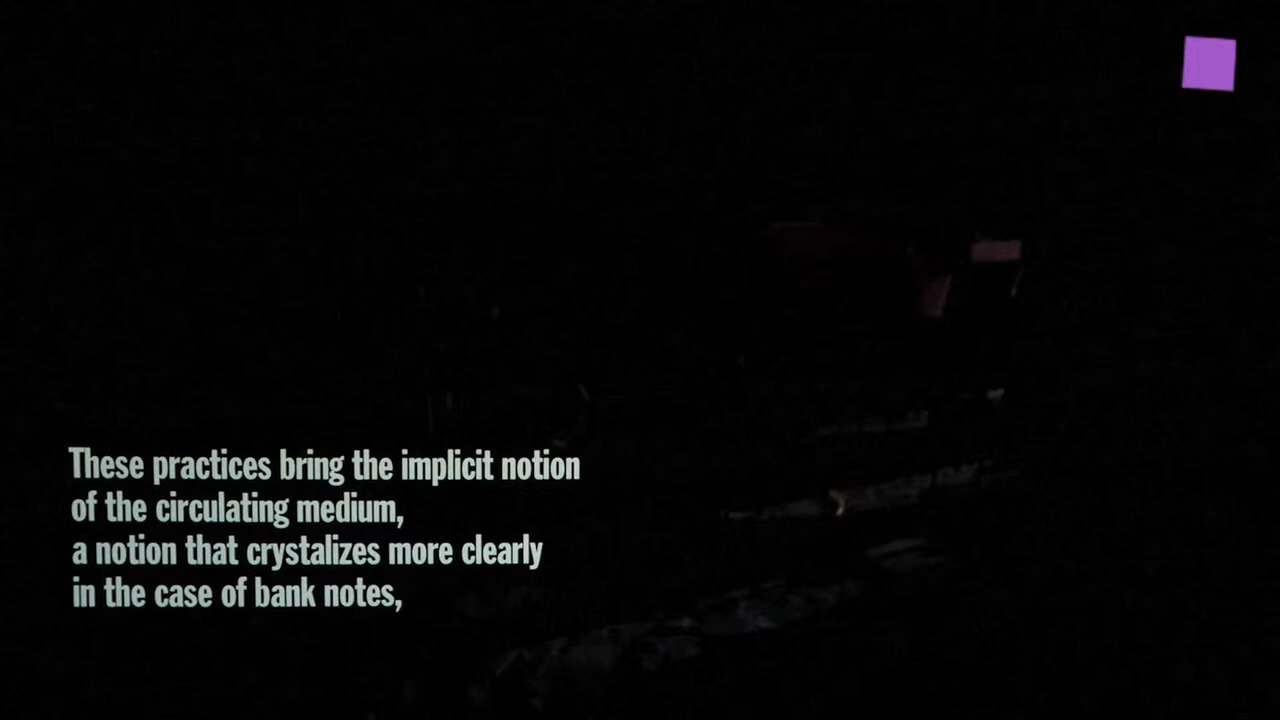 These practices bring the implicit notion
of the circulating medium,
a notion that crystalizes more clearly
in the case of bank notes,